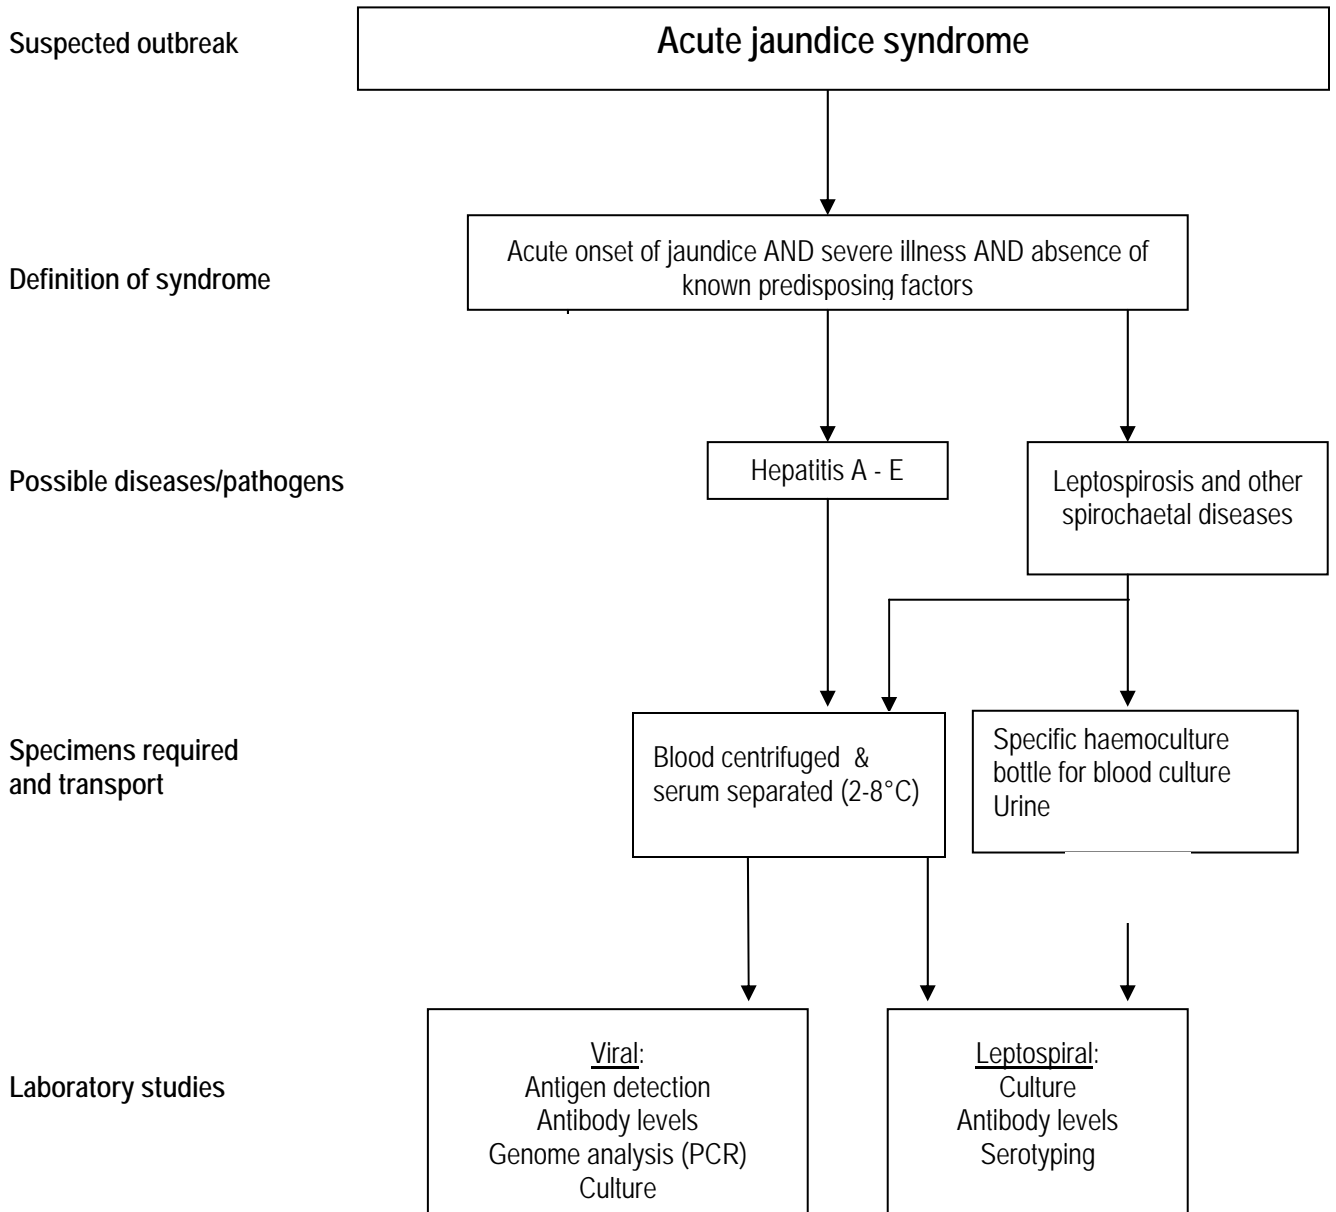 Suspected outbreak
Acute jaundice syndrome
Definition of syndrome
Acute onset of jaundice AND severe illness AND absence of
known predisposing factors
Possible diseases/pathogens
Hepatitis A - E
Leptospirosis and other
spirochaetal diseases
Specimens required
and transport
Blood centrifuged &
serum separated (2-8°C)
Specific haemoculture
bottle for blood culture
Urine
Laboratory studies
Viral:
Antigen detection
Antibody levels
Genome analysis (PCR)
Culture
Leptospiral:
Culture
Antibody levels
Serotyping